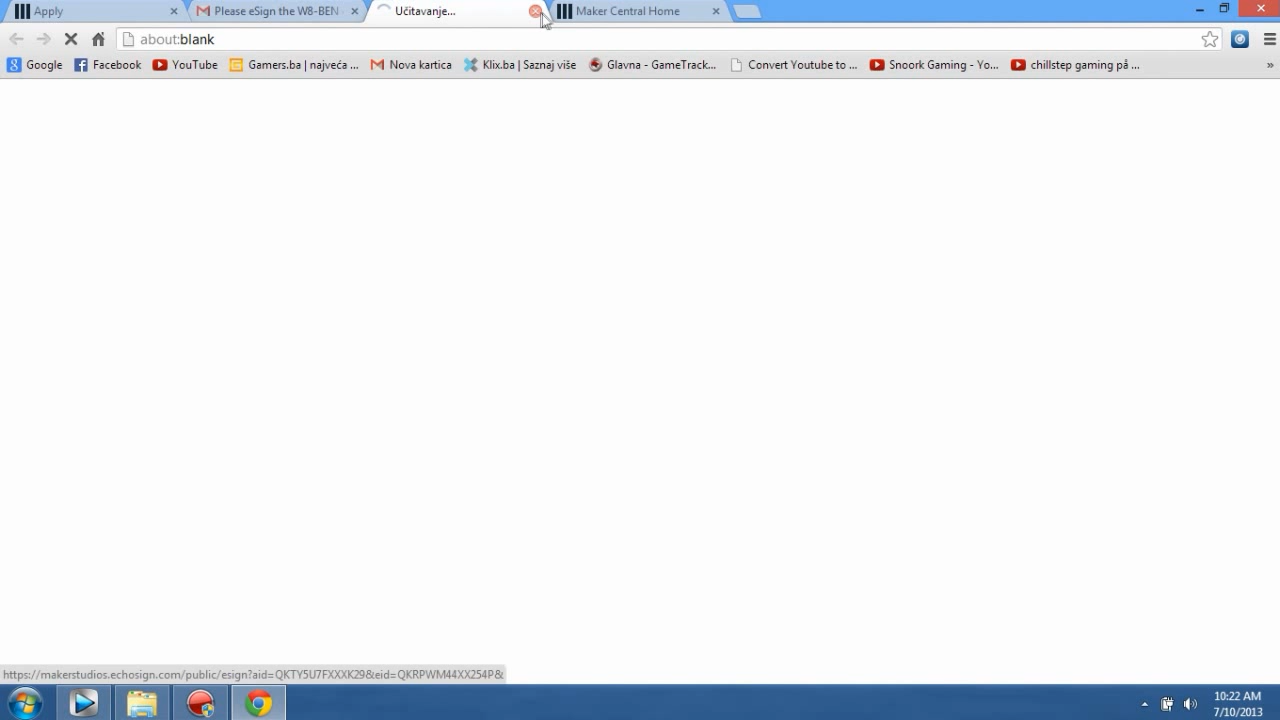 Apply
Please eSign the W8-BEN
Učitavanje...
Maker Central Home
about:blank
Google
Facebook
YouTube
Gamers.ba | najveća ...
Nova kartica
Klix.ba | Saznaj više
Glavna - GameTrack...
Convert Youtube to ...
Snoork Gaming - Yo...
chillstep gaming på ...
»
https://makerstudios.echosign.com/public/esign?aid=QKTY5U7FXXXK29&eid=QKRPWM44XX254P&
10:22 AM
7/10/2013